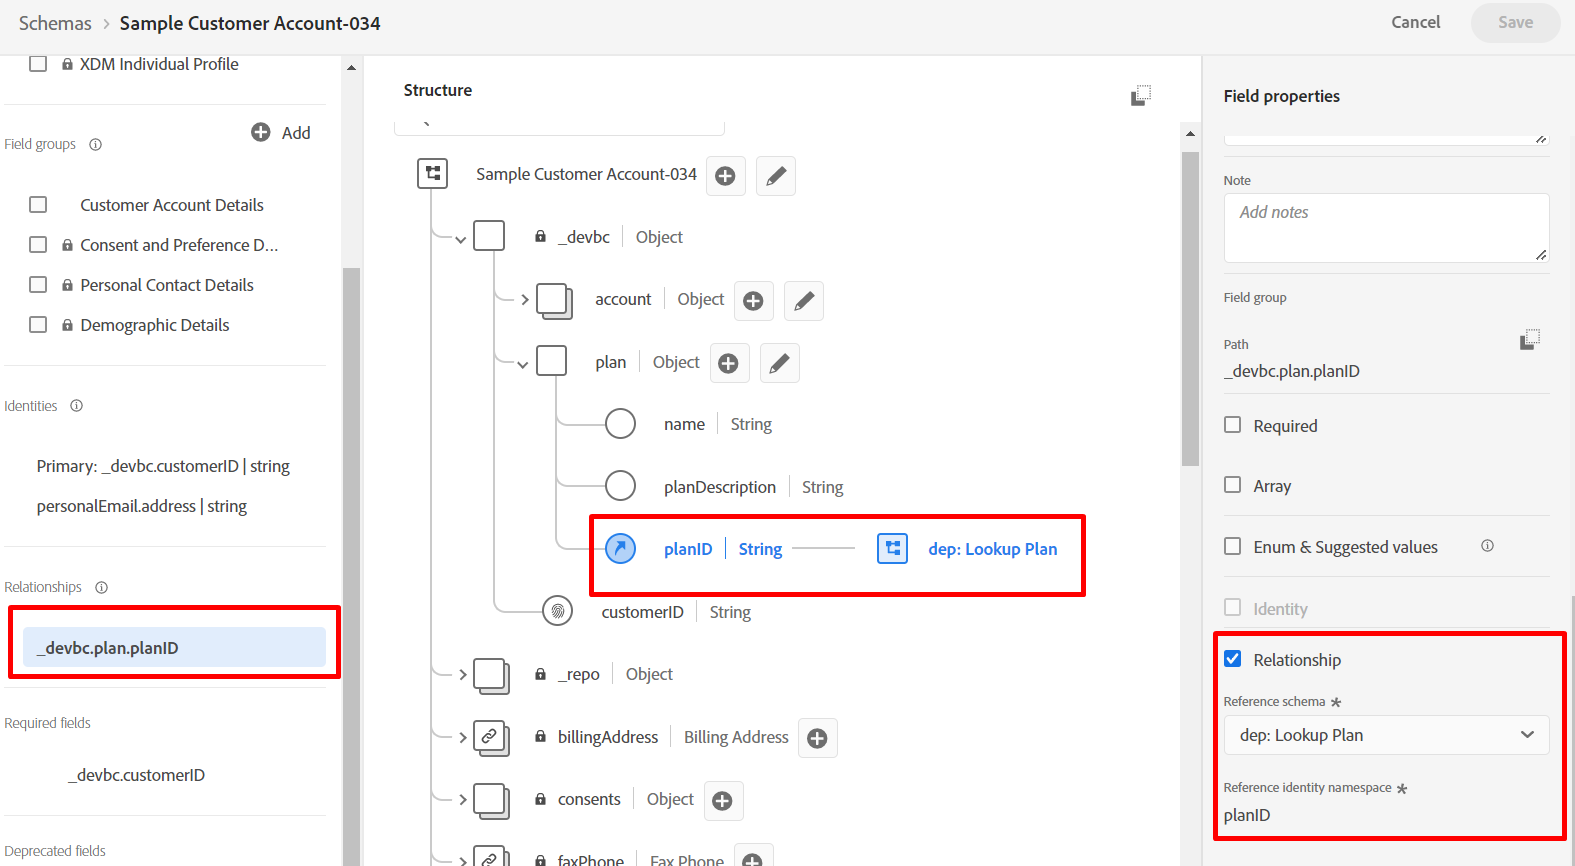 Schemas > Sample Customer Account-034
Cancel
Save
XDM Individual Profile
Field groups
Add
Customer Account Details
Consent and Preference D...
Personal Contact Details
Demographic Details
Identities
Primary: _devbc.customerID | string
personalEmail.address | string
Relationships
_devbc.plan.planID
Required fields
_devbc.customerID
Deprecated fields
Structure
Sample Customer Account-034
_devbc | Object
account | Object
plan | Object
name | String
planDescription | String
planID | String dep: Lookup Plan
customerID | String
_repo | Object
billingAddress | Billing Address
consents | Object
faxPhone | Fax Phone
Field properties
Note
Add notes
Field group
Path
_devbc.plan.planID
Required
Array
Enum & Suggested values
Identity
Relationship
Reference schema *
dep: Lookup Plan
Reference identity namespace *
planID